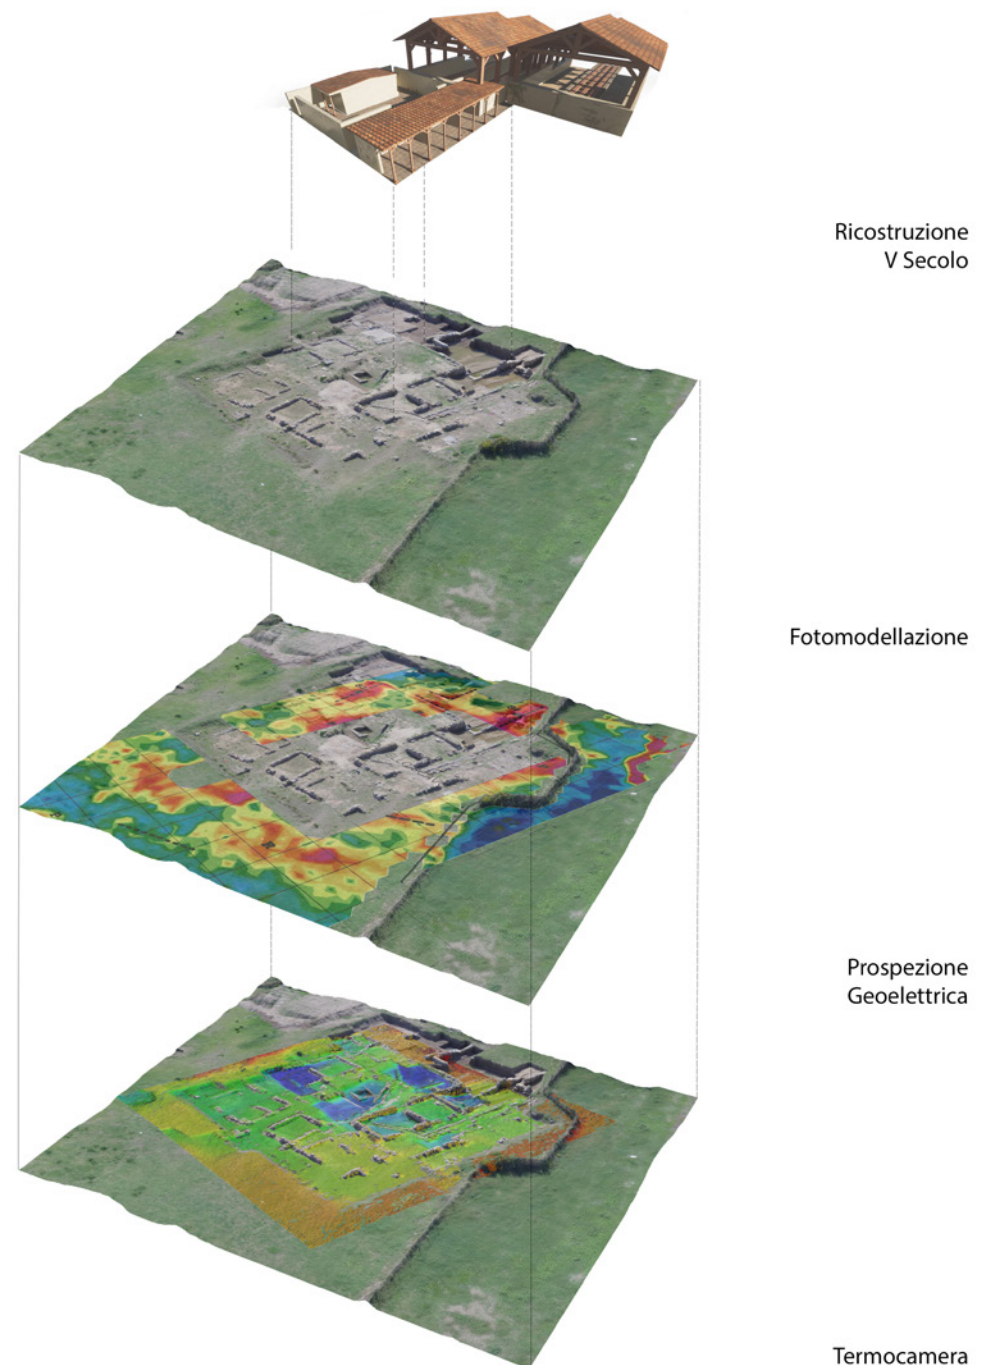 Ricostruzione
V Secolo
Fotomodellazione
Prospezione
Geoelettrica
Termocamera